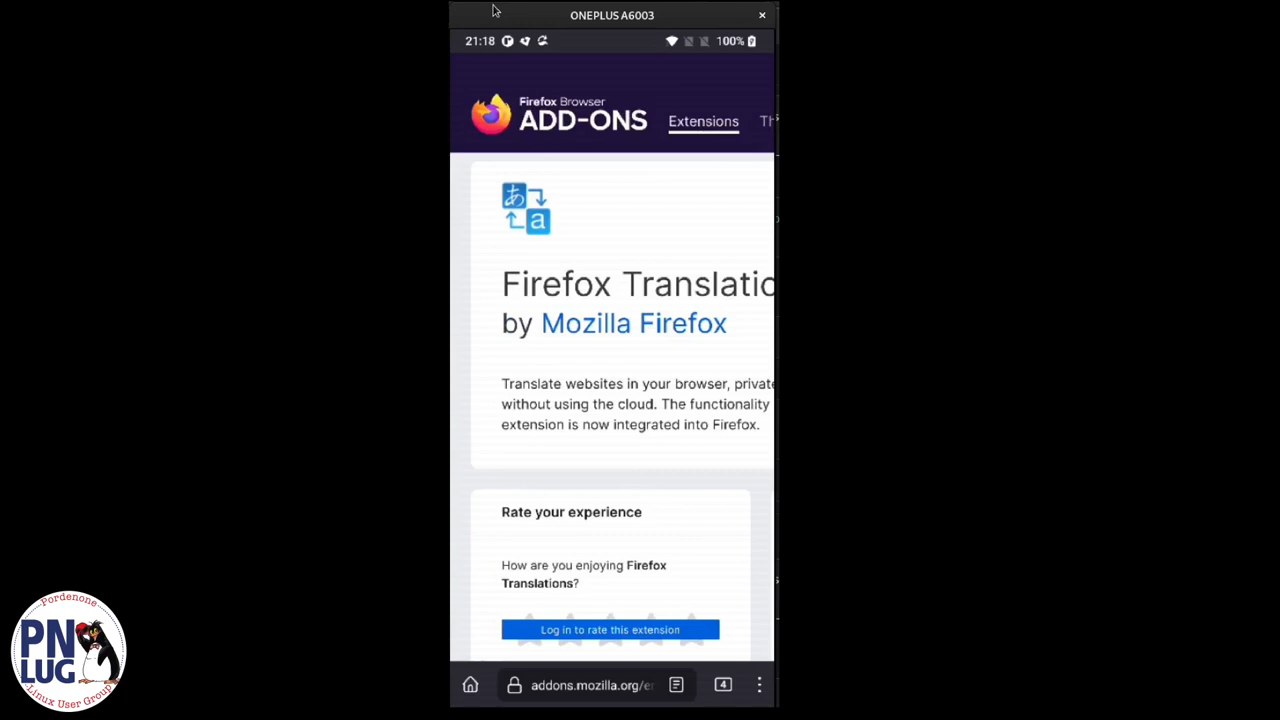 ONEPLUS A6003
21:18
100%
Firefox Browser
ADD-ONS
Extensions
Th
あ
a
Firefox Translatio
by Mozilla Firefox
Translate websites in your browser, private
without using the cloud. The functionality
extension is now integrated into Firefox.
Rate your experience
How are you enjoying Firefox
Translations?
Log in to rate this extension
addons.mozilla.org/e
4
Pordenone
PN
LUG
Linux User Group